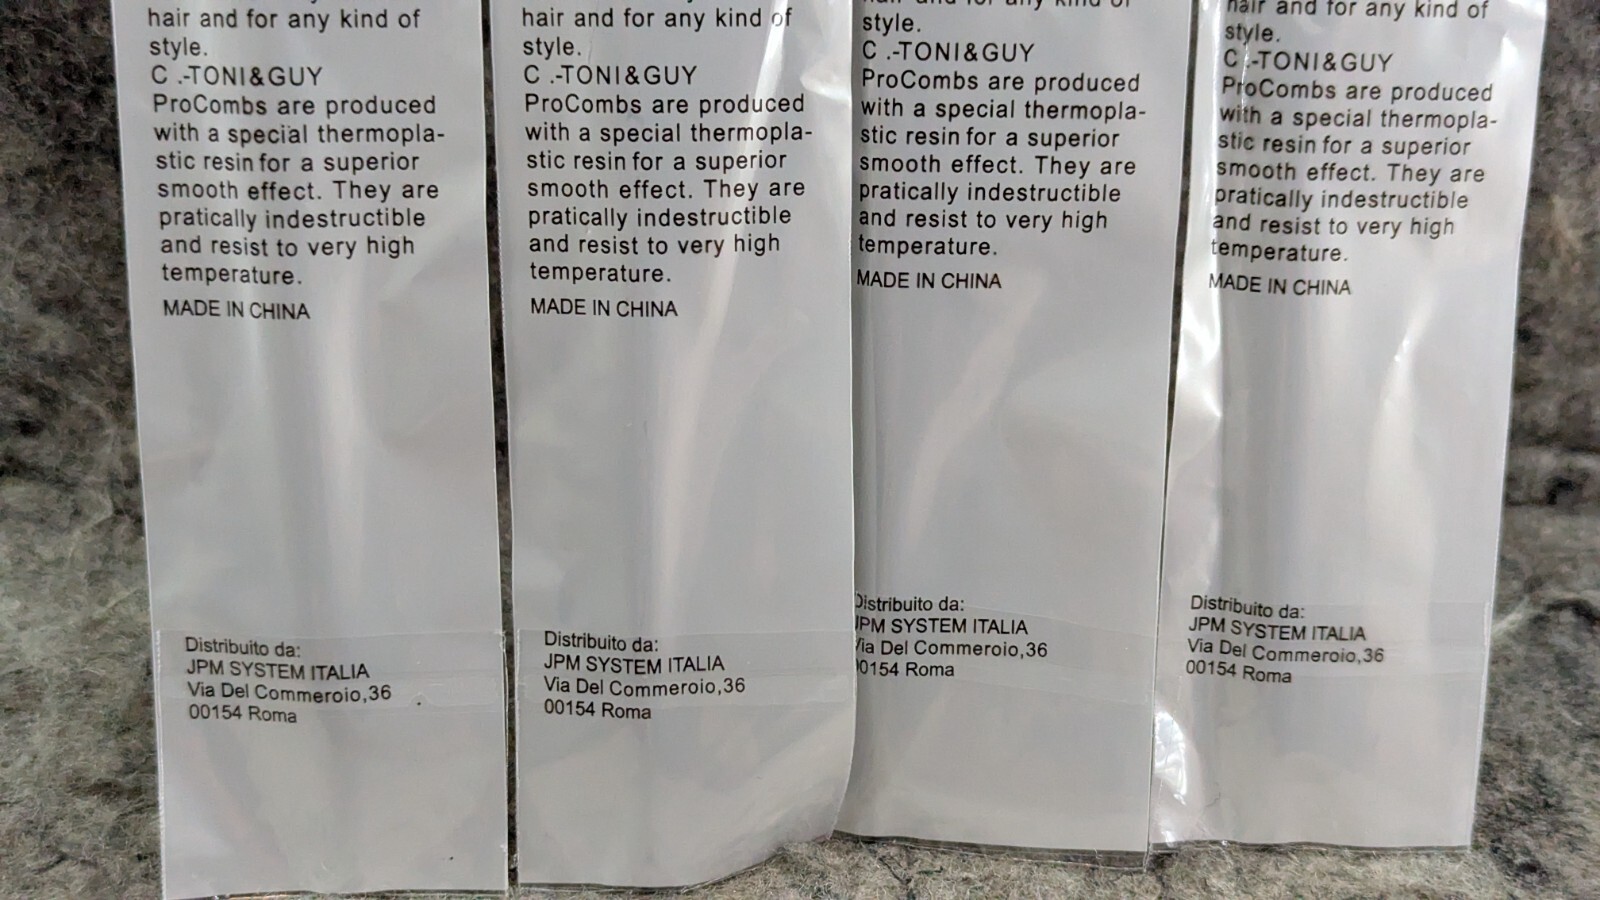 hair and for any kind of
style.
C .-TONI&GUY
ProCombs are produced
with a special thermopla-
stic resin for a superior
smooth effect. They are
pratically indestructible
and resist to very high
temperature.
MADE IN CHINA
Distribuito da:
JPM SYSTEM ITALIA
Via Del Commeroio,36
00154 Roma
hair and for any kind of
style.
C .-TONI&GUY
ProCombs are produced
with a special thermopla-
stic resin for a superior
smooth effect. They are
pratically indestructible
and resist to very high
temperature.
MADE IN CHINA
Distribuito da:
JPM SYSTEM ITALIA
Via Del Commeroio,36
00154 Roma
hair and for any kind of
style.
C .-TONI&GUY
ProCombs are produced
with a special thermopla-
stic resin for a superior
smooth effect. They are
pratically indestructible
and resist to very high
temperature.
MADE IN CHINA
Distribuito da:
JPM SYSTEM ITALIA
Via Del Commeroio,36
00154 Roma
hair and for any kind of
style.
C .-TONI&GUY
ProCombs are produced
with a special thermopla-
stic resin for a superior
smooth effect. They are
pratically indestructible
and resist to very high
temperature.
MADE IN CHINA
Distribuito da:
JPM SYSTEM ITALIA
Via Del Commeroio,36
00154 Roma